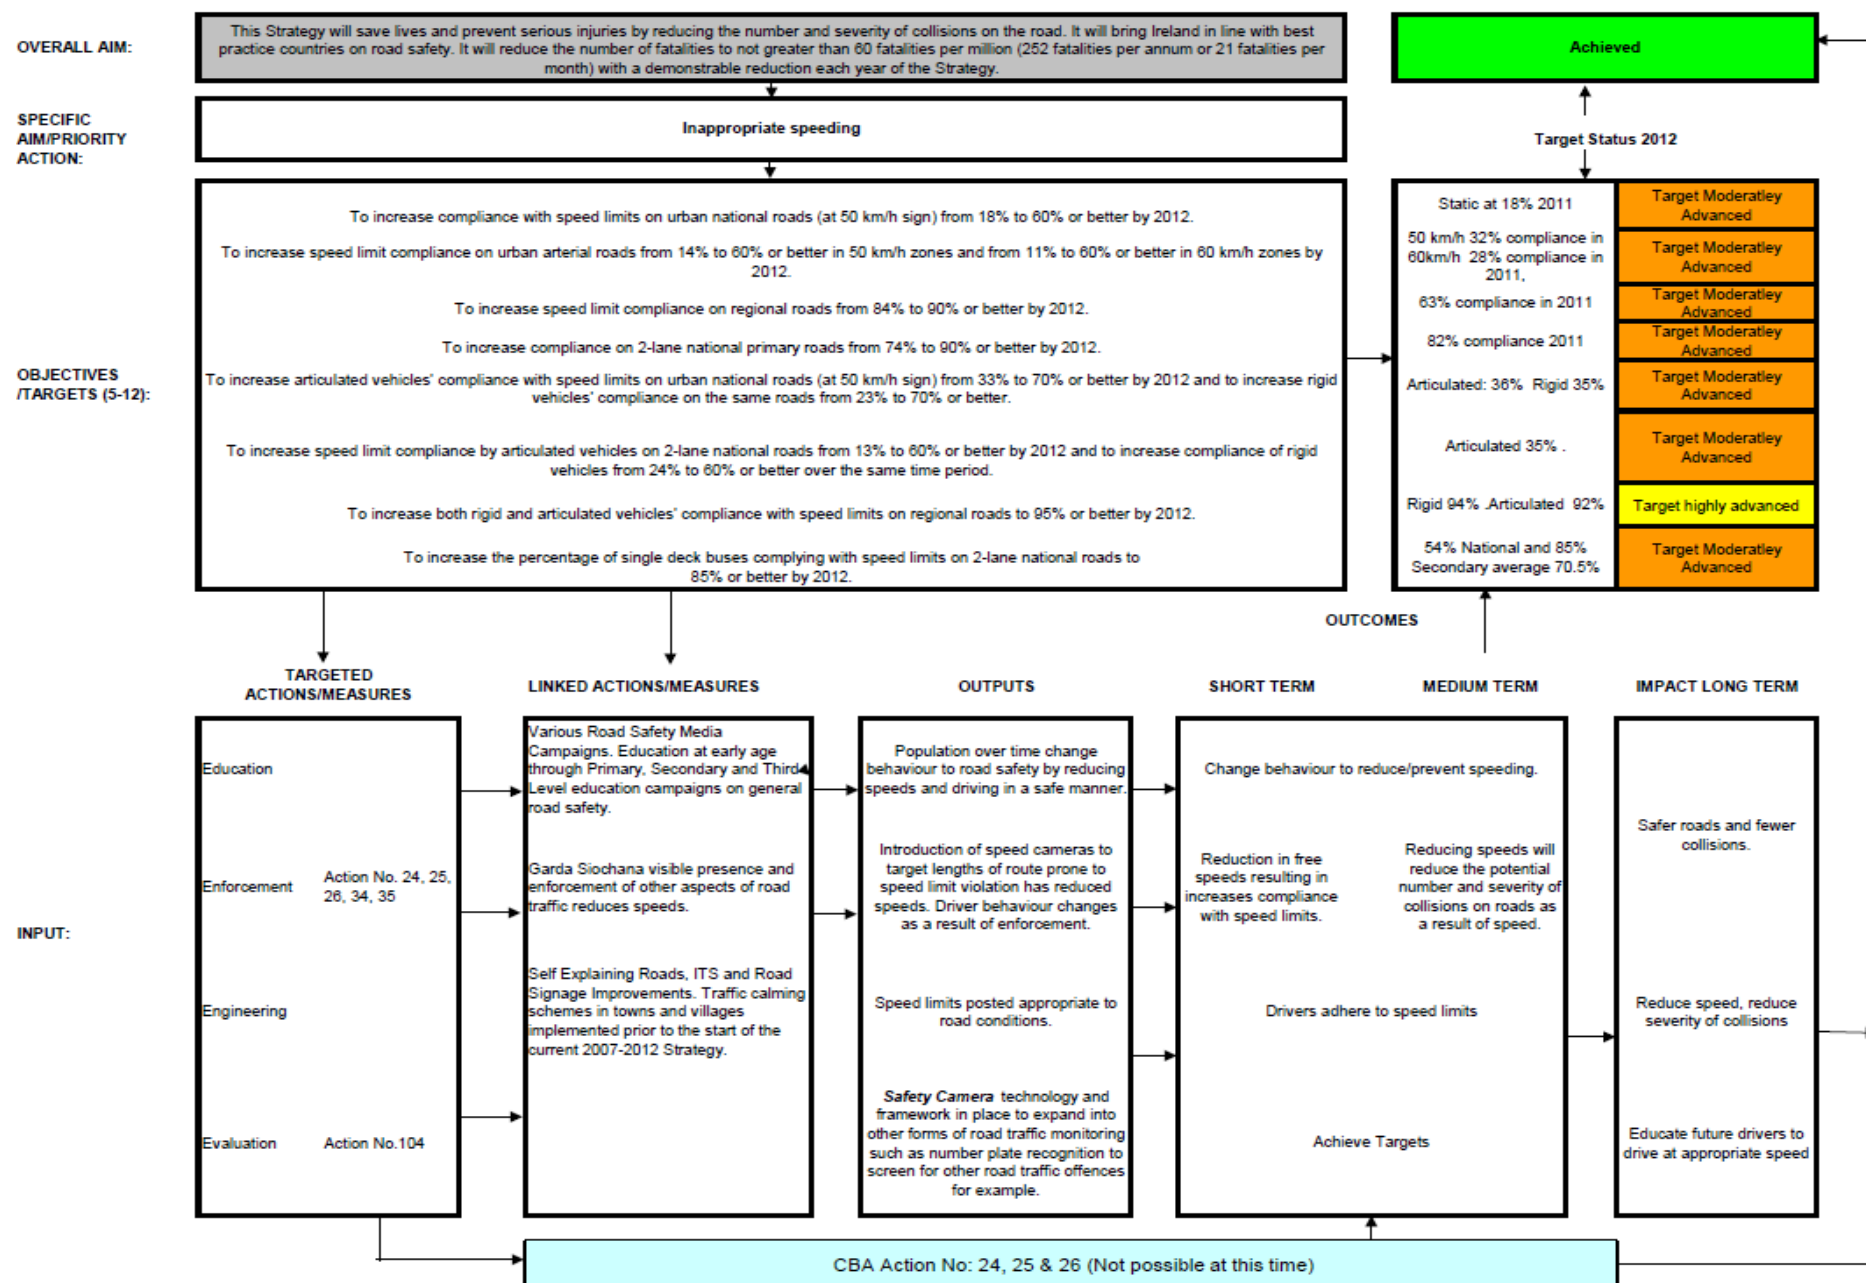 OVERALL AIM:
This Strategy will save lives and prevent serious injuries by reducing the number and severity of collisions on the road. It will bring Ireland in line with best
practice countries on road safety. It will reduce the number of fatalities to not greater than 60 fatalities per million (252 fatalities per annum or 21 fatalities per
month) with a demonstrable reduction each year of the Strategy.
Achieved
SPECIFIC
AIM/PRIORITY
ACTION:
Inappropriate speeding
Target Status 2012
OBJECTIVES
/TARGETS (5-12):
To increase compliance with speed limits on urban national roads (at 50 km/h sign) from 18% to 60% or better by 2012.
To increase speed limit compliance on urban arterial roads from 14% to 60% or better in 50 km/h zones and from 11% to 60% or better in 60 km/h zones by
2012.
To increase speed limit compliance on regional roads from 84% to 90% or better by 2012.
To increase compliance on 2-lane national primary roads from 74% to 90% or better by 2012.
To increase articulated vehicles' compliance with speed limits on urban national roads (at 50 km/h sign) from 33% to 70% or better by 2012 and to increase rigid
vehicles' compliance on the same roads from 23% to 70% or better.
To increase speed limit compliance by articulated vehicles on 2-lane national roads from 13% to 60% or better by 2012 and to increase compliance of rigid
vehicles from 24% to 60% or better over the same time period.
To increase both rigid and articulated vehicles' compliance with speed limits on regional roads to 95% or better by 2012.
To increase the percentage of single deck buses complying with speed limits on 2-lane national roads to
85% or better by 2012.
Static at 18% 2011
Target Moderatley
Advanced
50 km/h 32% compliance in
60km/h 28% compliance in
2011,
Target Moderatley
Advanced
63% compliance in 2011
Target Moderatley
Advanced
82% compliance 2011
Target Moderatley
Advanced
Articulated: 36% Rigid 35%
Target Moderatley
Advanced
Articulated 35% .
Target Moderatley
Advanced
Rigid 94% .Articulated 92%
Target highly advanced
54% National and 85%
Secondary average 70.5%
Target Moderatley
Advanced
OUTCOMES
TARGETED
ACTIONS/MEASURES
LINKED ACTIONS/MEASURES
OUTPUTS
SHORT TERM
MEDIUM TERM
IMPACT LONG TERM
INPUT:
Education
Enforcement
Action No. 24, 25,
26, 34, 35
Engineering
Evaluation
Action No.104
Various Road Safety Media
Campaigns. Education at early age
through Primary, Secondary and Third
Level education campaigns on general
road safety.
Garda Siochana visible presence and
enforcement of other aspects of road
traffic reduces speeds.
Self Explaining Roads, ITS and Road
Signage Improvements. Traffic calming
schemes in towns and villages
implemented prior to the start of the
current 2007-2012 Strategy.
Population over time change
behaviour to road safety by reducing
speeds and driving in a safe manner.
Introduction of speed cameras to
target lengths of route prone to
speed limit violation has reduced
speeds. Driver behaviour changes
as a result of enforcement.
Speed limits posted appropriate to
road conditions.
Safety Camera technology and
framework in place to expand into
other forms of road traffic monitoring
such as number plate recognition to
screen for other road traffic offences
for example.
Change behaviour to reduce/prevent speeding.
Reduction in free
speeds resulting in
increases compliance
with speed limits.
Reducing speeds will
reduce the potential
number and severity of
collisions on roads as
a result of speed.
Drivers adhere to speed limits
Achieve Targets
Safer roads and fewer
collisions.
Reduce speed, reduce
severity of collisions
Educate future drivers to
drive at appropriate speed
CBA Action No: 24, 25 & 26 (Not possible at this time)